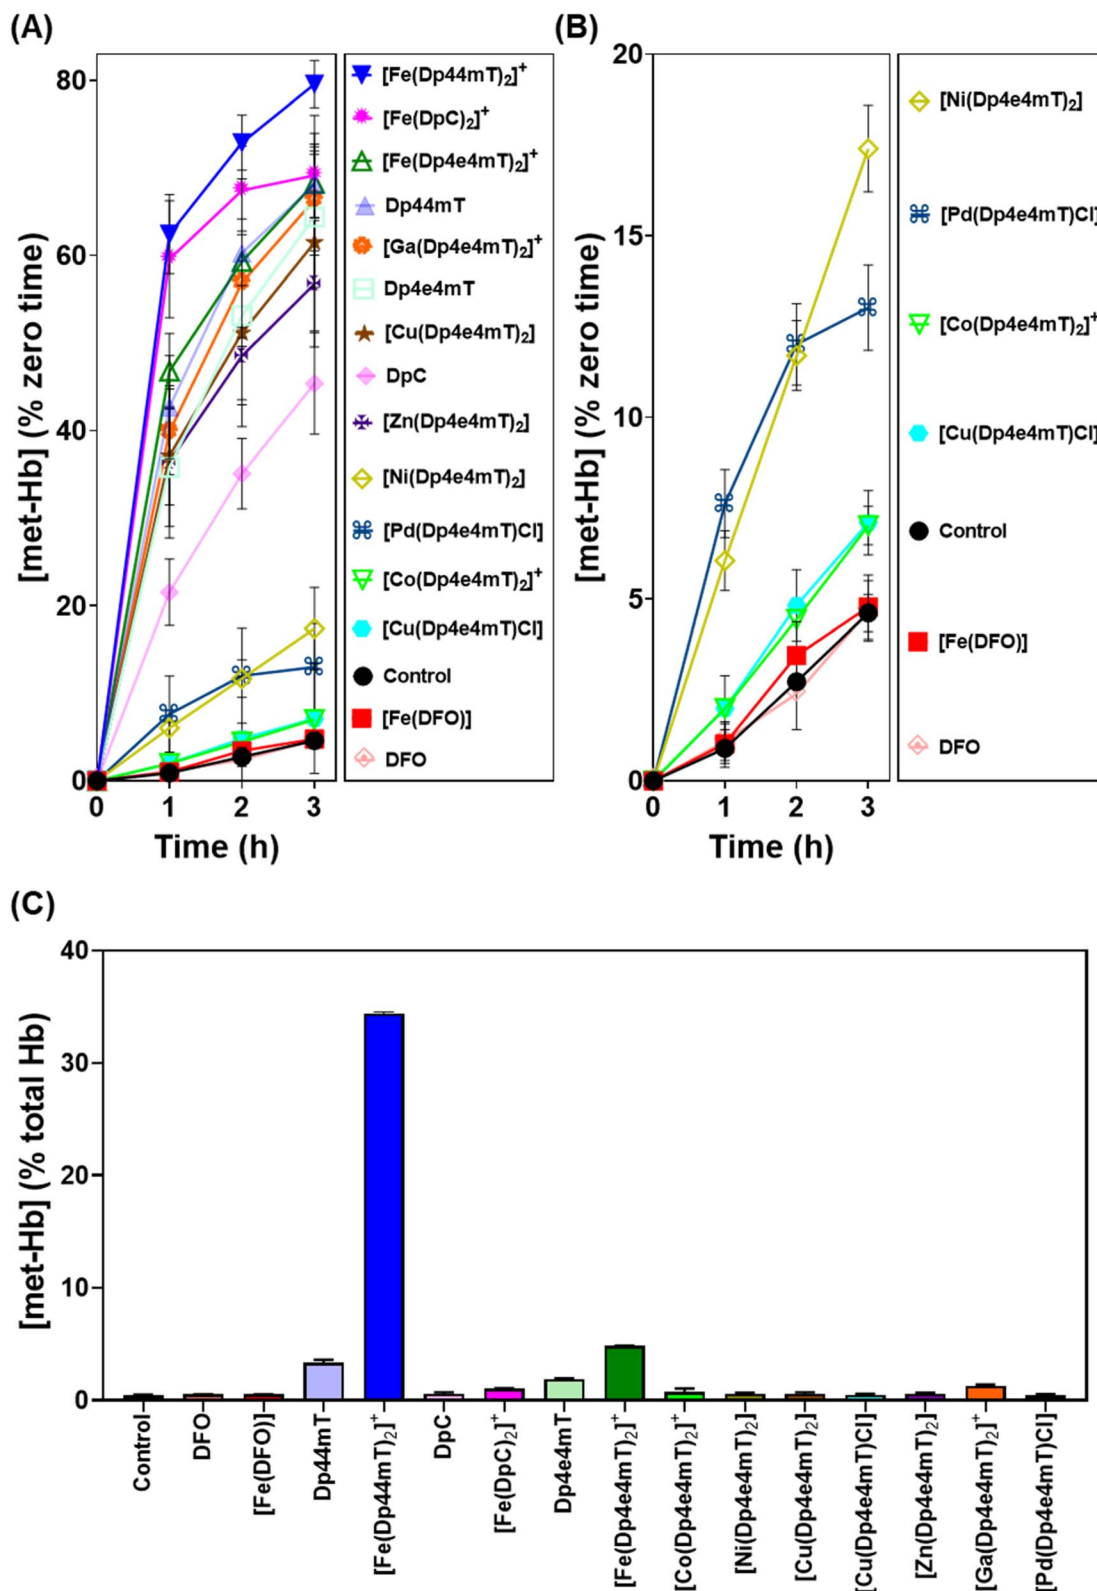 (A)
[met-Hb] (% zero time)
80
60
40
20
0
0 1 2 3
Time (h)
[Fe(Dp44mT)₂]⁺
[Fe(DpC)₂]⁺
[Fe(Dp4e4mT)₂]⁺
Dp44mT
[Ga(Dp4e4mT)₂]⁺
Dp4e4mT
[Cu(Dp4e4mT)₂]
DpC
[Zn(Dp4e4mT)₂]
[Ni(Dp4e4mT)₂]
[Pd(Dp4e4mT)Cl]
[Co(Dp4e4mT)₂]⁺
[Cu(Dp4e4mT)Cl]
Control
[Fe(DFO)]
DFO
(B)
[met-Hb] (% zero time)
20
15
10
5
0
0 1 2 3
Time (h)
[Ni(Dp4e4mT)₂]
[Pd(Dp4e4mT)Cl]
[Co(Dp4e4mT)₂]⁺
[Cu(Dp4e4mT)Cl]
Control
[Fe(DFO)]
DFO
(C)
[met-Hb] (% total Hb)
40
30
20
10
0
Control
DFO
[Fe(DFO)]
Dp44mT
[Fe(Dp44mT)₂]⁺
DpC
[Fe(DpC)₂]⁺
Dp4e4mT
[Fe(Dp4e4mT)₂]⁺
[Co(Dp4e4mT)₂]⁺
[Ni(Dp4e4mT)₂]
[Cu(Dp4e4mT)₂]
[Cu(Dp4e4mT)Cl]
[Zn(Dp4e4mT)₂]
[Ga(Dp4e4mT)₂]⁺
[Pd(Dp4e4mT)Cl]